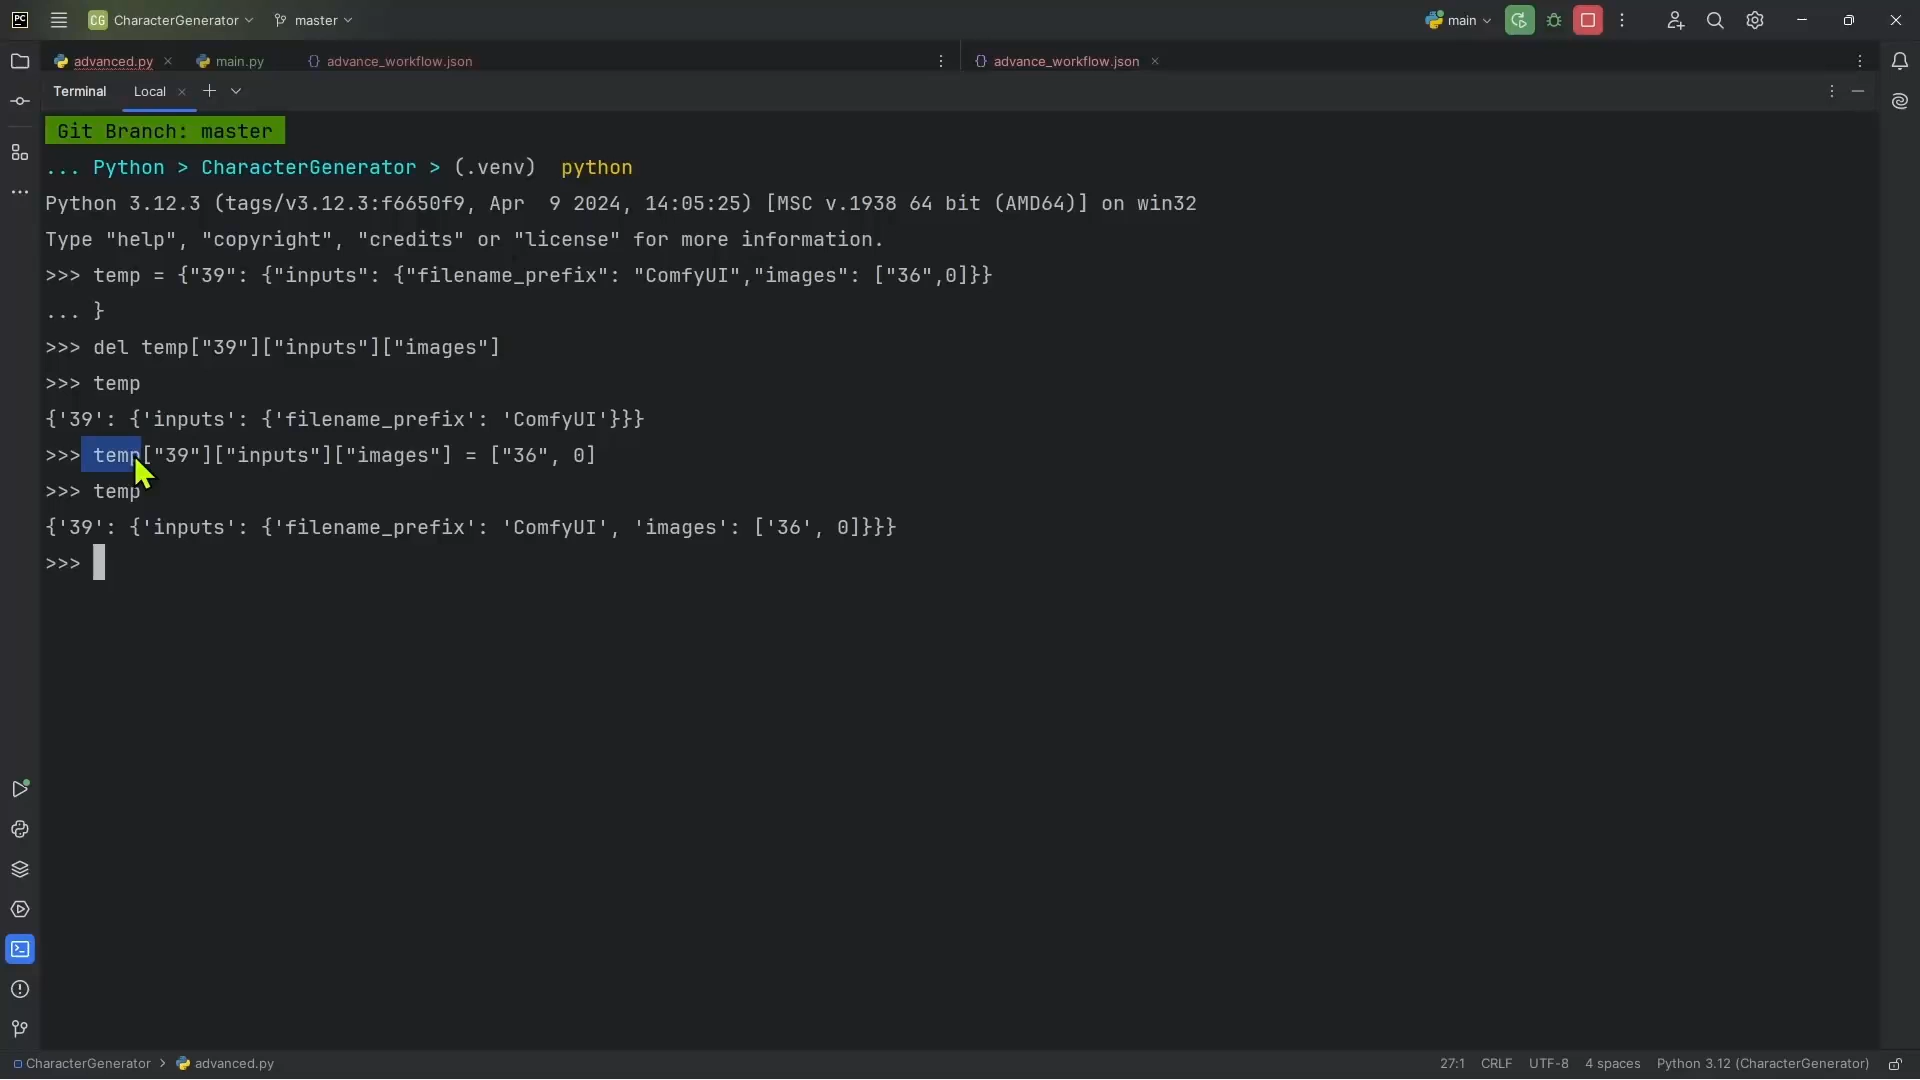 PC CG CharacterGenerator master main
advanced.py main.py {} advance_workflow.json {} advance_workflow.json
Terminal Local
Git Branch: master
... Python > CharacterGenerator > (.venv) python
Python 3.12.3 (tags/v3.12.3:f6650f9, Apr 9 2024, 14:05:25) [MSC v.1938 64 bit (AMD64)] on win32
Type "help", "copyright", "credits" or "license" for more information.
>>> temp = {"39": {"inputs": {"filename_prefix": "ComfyUI","images": ["36",0]}}
... }
>>> del temp["39"]["inputs"]["images"]
>>> temp
{'39': {'inputs': {'filename_prefix': 'ComfyUI'}}}
>>> temp["39"]["inputs"]["images"] = ["36", 0]
>>> temp
{'39': {'inputs': {'filename_prefix': 'ComfyUI', 'images': ['36', 0]}}}
>>>
CharacterGenerator > advanced.py 27:1 CRLF UTF-8 4 spaces Python 3.12 (CharacterGenerator)